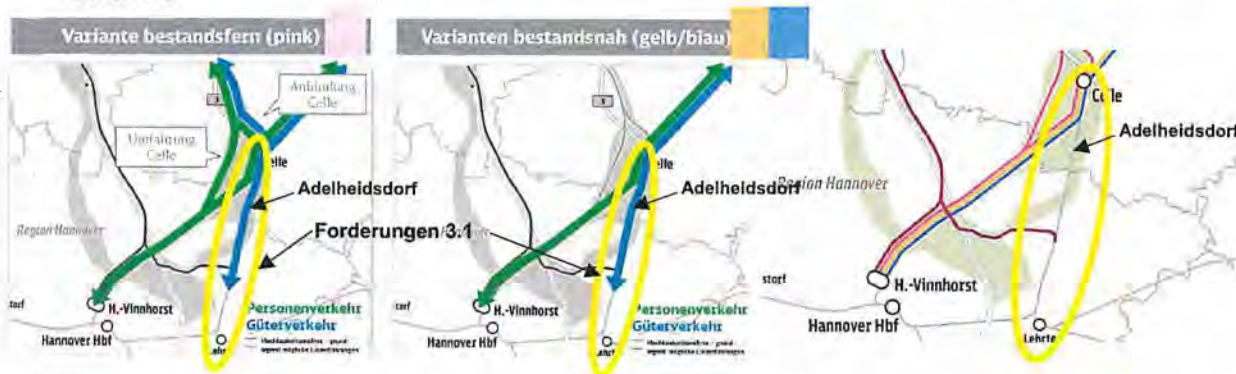 Variante bestandsfern (pink)
Anbindung
Celle
Umfahrung
Celle
elle
Adelheidsdorf
Region Hannover
Forderungen 3.1
H.-Vinnhorst
Hannover Hbf
Personenverkehr
Güterverkehr
Varianten bestandsnah (gelb/blau)
elle
Adelheidsdorf
storf
H.-Vinnhorst
Hannover Hbf
Personenverkehr
Güterverkehr
Celle
Adelheidsdorf
Region Hannover
storf
H.-Vinnhorst
Hannover Hbf
Lehrte